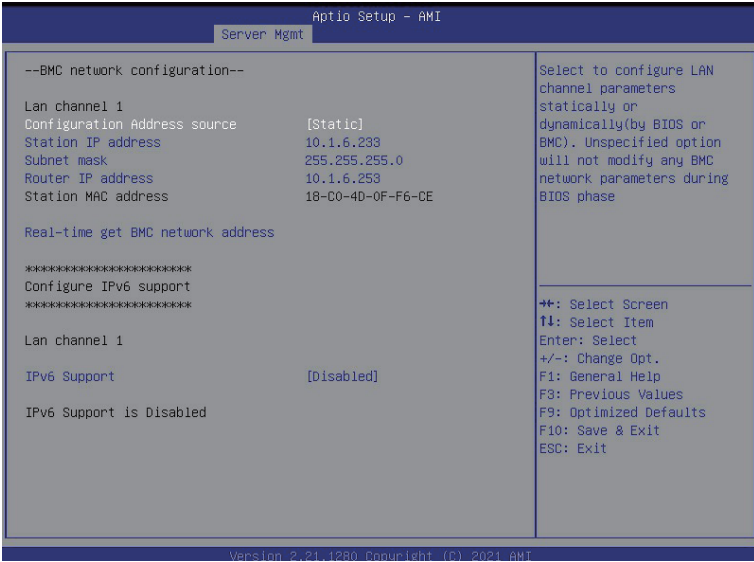 Aptio Setup – AMI
Server Mgmt
--BMC network configuration--
Lan channel 1
Configuration Address source [Static]
Station IP address 10.1.6.233
Subnet mask 255.255.255.0
Router IP address 10.1.6.253
Station MAC address 18-C0-4D-0F-F6-CE
Real-time get BMC network address
**********************
Configure IPv6 support
**********************
Lan channel 1
IPv6 Support [Disabled]
IPv6 Support is Disabled
Select to configure LAN
channel parameters
statically or
dynamically(by BIOS or
BMC). Unspecified option
will not modify any BMC
network parameters during
BIOS phase
→←: Select Screen
↑↓: Select Item
Enter: Select
+/-: Change Opt.
F1: General Help
F3: Previous Values
F9: Optimized Defaults
F10: Save & Exit
ESC: Exit
Version 2.21.1280 Copyright (C) 2021 AMI